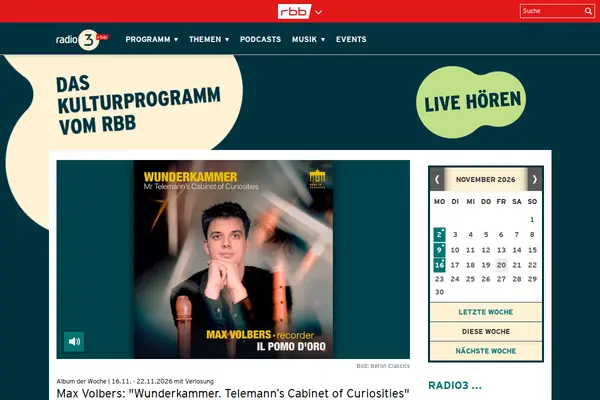 rbb
Suche
radio 3 rbb
PROGRAMM
THEMEN
PODCASTS
MUSIK
EVENTS
DAS
KULTURPROGRAMM
VOM RBB
LIVE HÖREN
WUNDERKAMMER
Mr Telemann's Cabinet of Curiosities
BERLIN CLASSICS
MAX VOLBERS · recorder
IL POMO D'ORO
Bild: Berlin Classics
Album der Woche | 16.11. - 22.11.2026 mit Verlosung
Max Volbers: "Wunderkammer. Telemann's Cabinet of Curiosities"
NOVEMBER 2026
MO DI MI DO FR SA SO
1
2 3 4 5 6 7 8
9 10 11 12 13 14 15
16 17 18 19 20 21 22
23 24 25 26 27 28 29
30
LETZTE WOCHE
DIESE WOCHE
NÄCHSTE WOCHE
RADIO3 ...